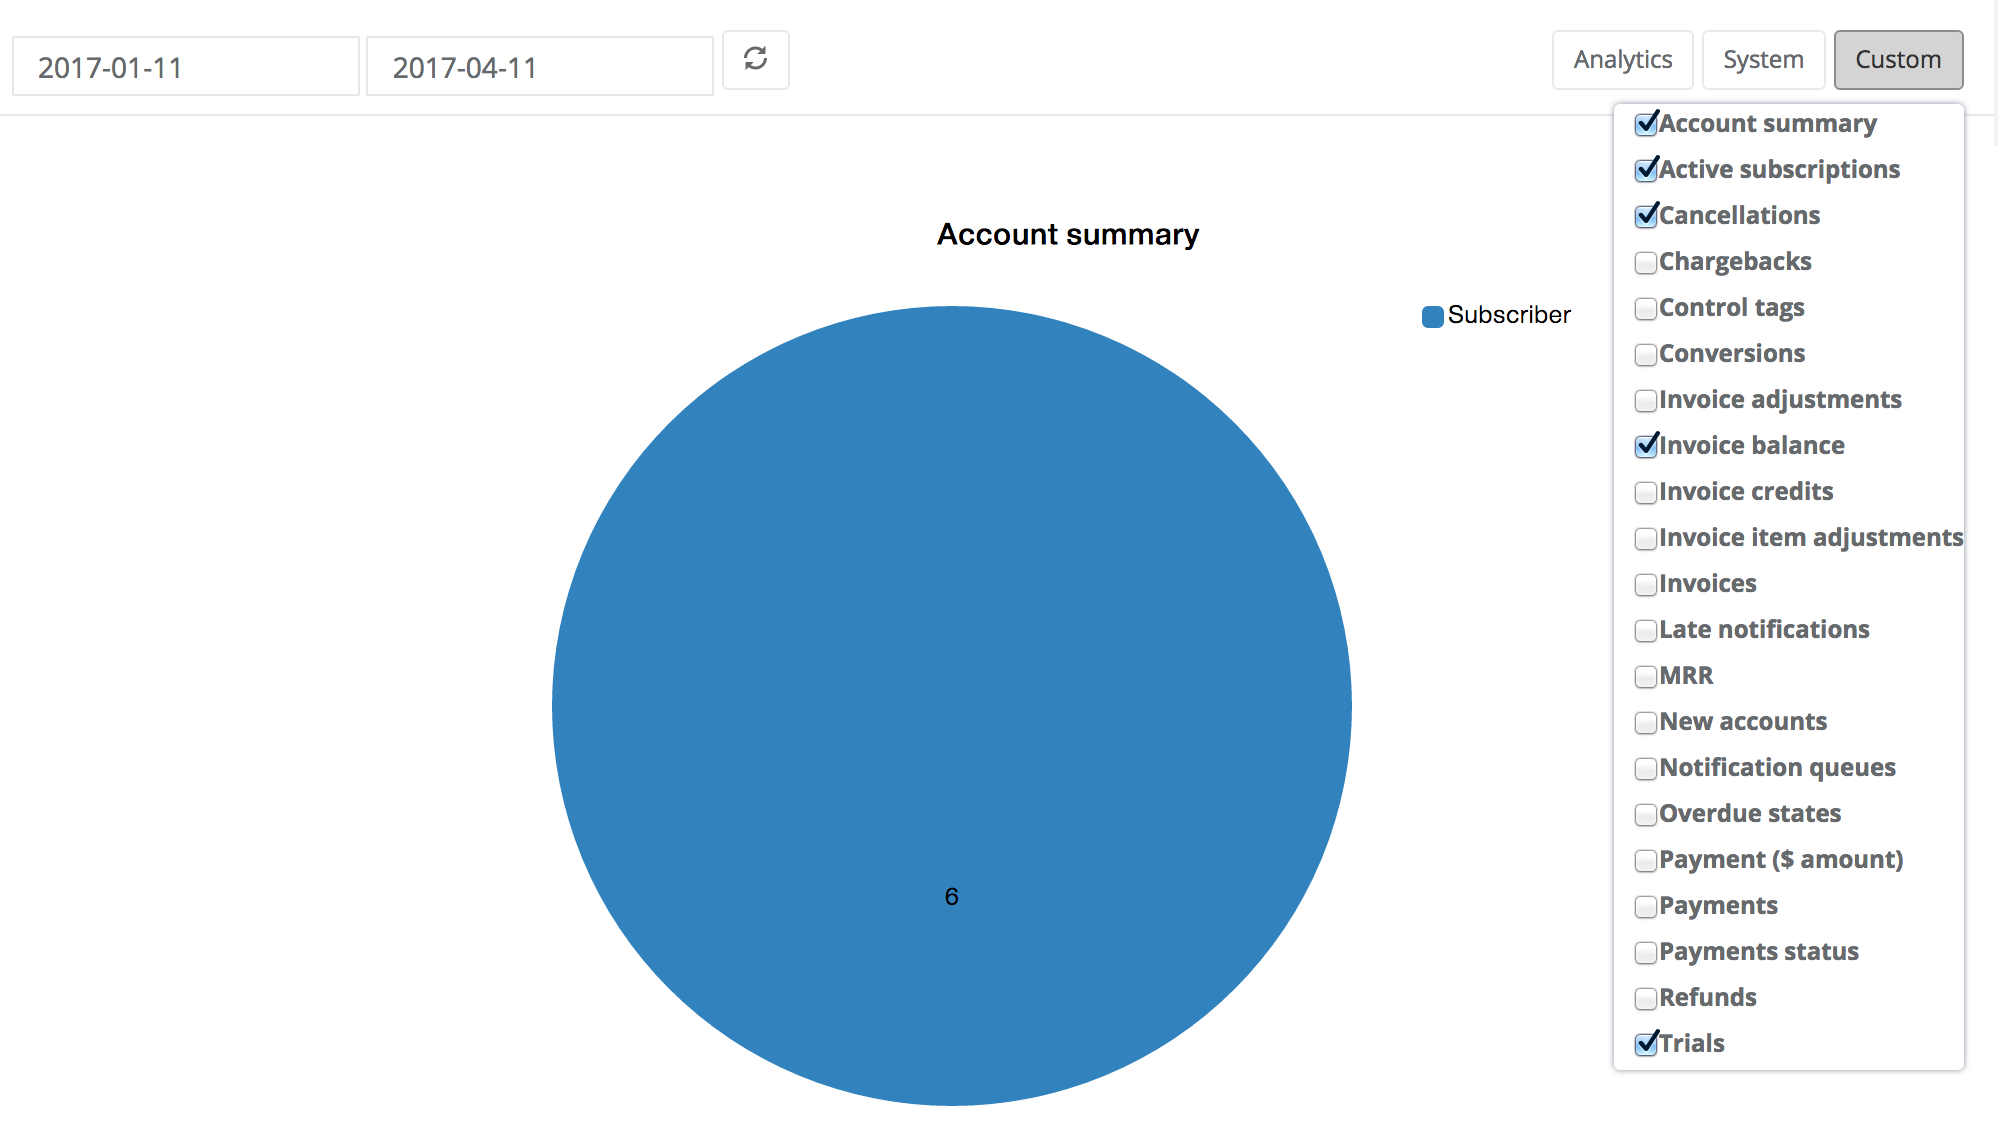 2017-01-11 2017-04-11 Analytics System Custom
Account summary
Active subscriptions
Cancellations
Chargebacks
Control tags
Conversions
Invoice adjustments
Invoice balance
Invoice credits
Invoice item adjustments
Invoices
Late notifications
MRR
New accounts
Notification queues
Overdue states
Payment ($ amount)
Payments
Payments status
Refunds
Trials
Account summary
Subscriber
6